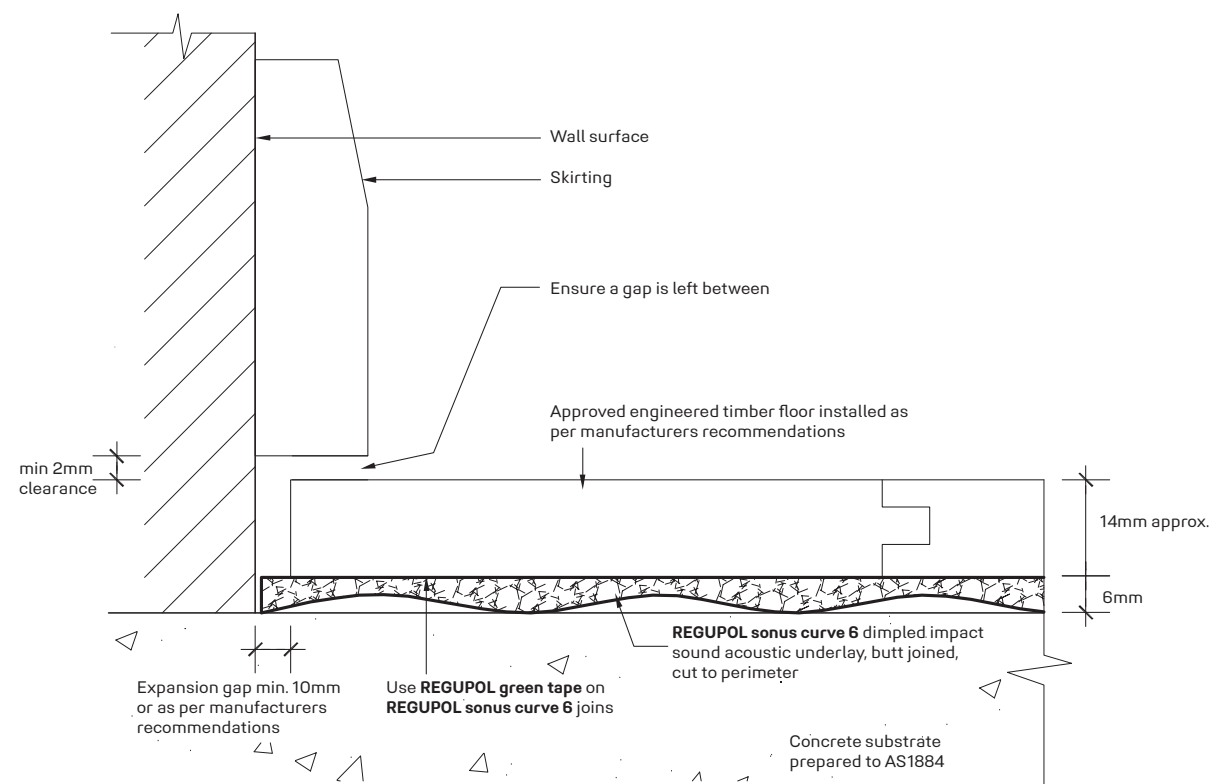 Wall surface
Skirting
Ensure a gap is left between
Approved engineered timber floor installed as
per manufacturers recommendations
min 2mm
clearance
14mm approx.
6mm
REGUPOL sonus curve 6 dimpled impact
sound acoustic underlay, butt joined,
cut to perimeter
Expansion gap min. 10mm
or as per manufacturers
recommendations
Use REGUPOL green tape on
REGUPOL sonus curve 6 joins
Concrete substrate
prepared to AS1884